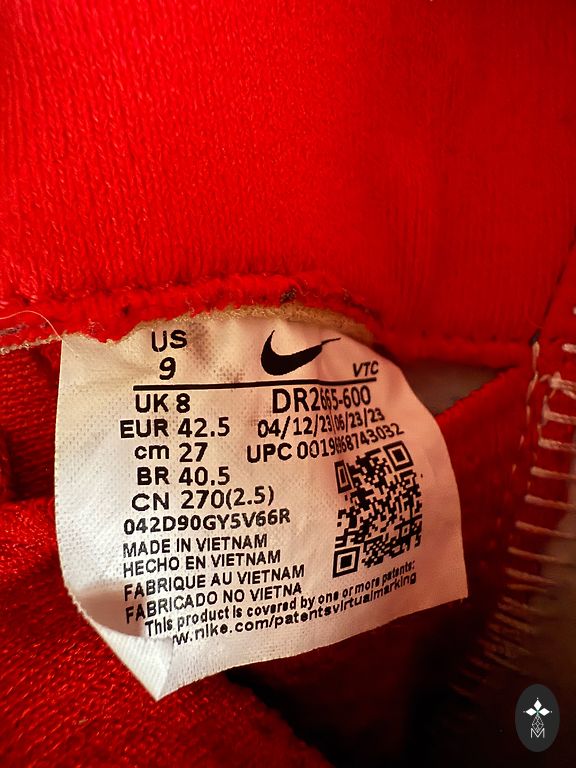 US
9
VTC
UK 8
DR2665-600
EUR 42.5
04/12/23 06/23/23
cm 27
UPC 00196968743032
BR 40.5
CN 270(2.5)
042D90GY5V66R
MADE IN VIETNAM
HECHO EN VIETNAM
FABRIQUE AU VIETNAM
FABRICADO NO VIETNA
This product is covered by one or more patents:
w.nike.com/patentsvirtualmarking
M